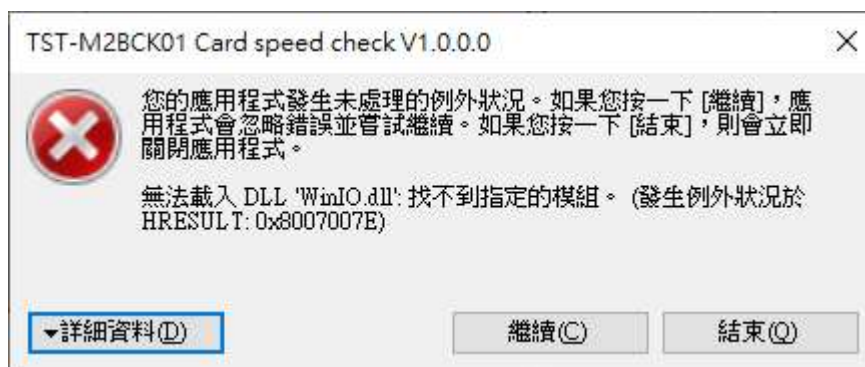 TST-M2BCK01 Card speed check V1.0.0.0
您的應用程式發生未處理的例外狀況。如果您按一下 [繼續]，應
用程式會忽略錯誤並嘗試繼續。如果您按一下 [結束]，則會立即
關閉應用程式。
無法載入 DLL 'WinIO.dll': 找不到指定的模組。 (發生例外狀況於
HRESULT: 0x8007007E)
詳細資料(D)
繼續(C)
結束(Q)